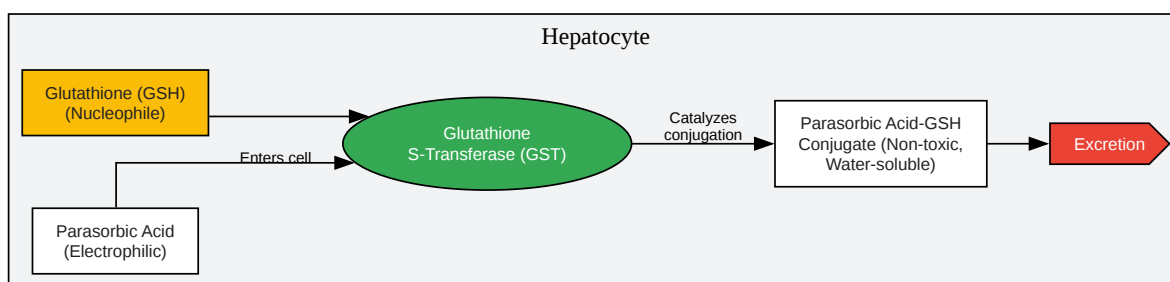 Hepatocyte
Glutathione (GSH)
(Nucleophile)
Enters cell
Parasorbic Acid
(Electrophilic)
Glutathione
S-Transferase (GST)
Catalyzes
conjugation
Parasorbic Acid-GSH
Conjugate (Non-toxic,
Water-soluble)
Excretion